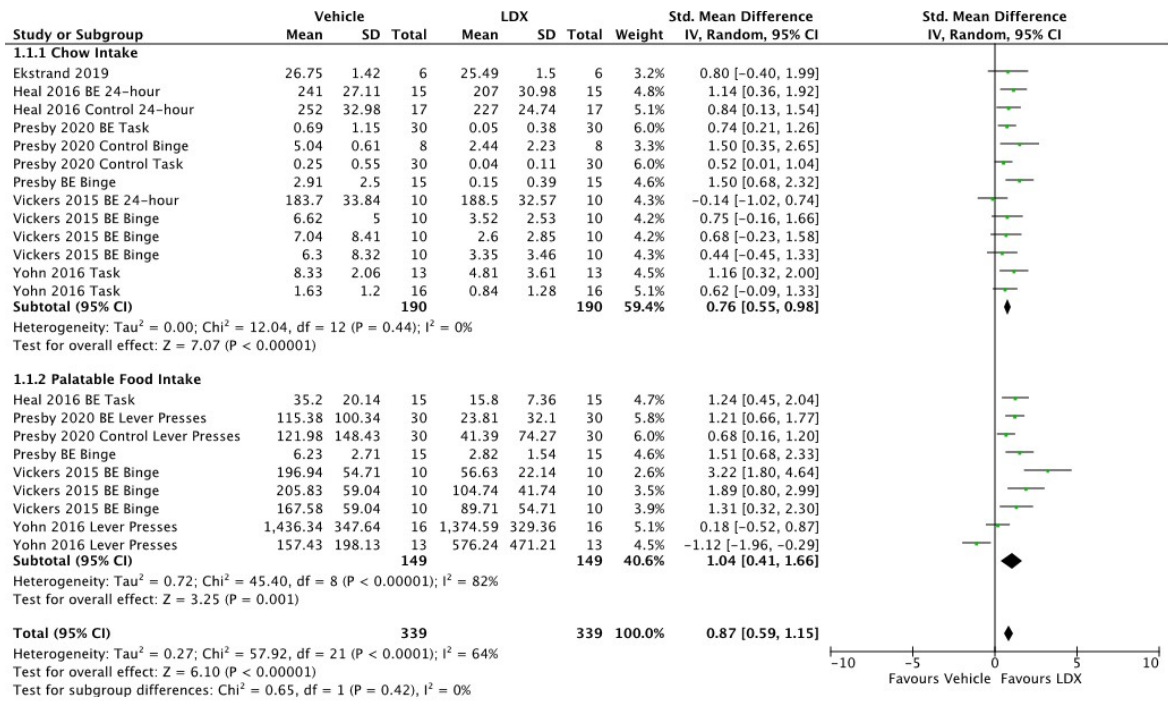 Vehicle LDX Std. Mean Difference Std. Mean Difference
Study or Subgroup Mean SD Total Mean SD Total Weight IV, Random, 95% CI IV, Random, 95% CI
1.1.1 Chow Intake
Ekstrand 2019 26.75 1.42 6 25.49 1.5 6 3.2% 0.80 [-0.40, 1.99]
Heal 2016 BE 24-hour 241 27.11 15 207 30.98 15 4.8% 1.14 [0.36, 1.92]
Heal 2016 Control 24-hour 252 32.98 17 227 24.74 17 5.1% 0.84 [0.13, 1.54]
Presby 2020 BE Task 0.69 1.15 30 0.05 0.38 30 6.0% 0.74 [0.21, 1.26]
Presby 2020 Control Binge 5.04 0.61 8 2.44 2.23 8 3.3% 1.50 [0.35, 2.65]
Presby 2020 Control Task 0.25 0.55 30 0.04 0.11 30 6.0% 0.52 [0.01, 1.04]
Presby BE Binge 2.91 2.5 15 0.15 0.39 15 4.6% 1.50 [0.68, 2.32]
Vickers 2015 BE 24-hour 183.7 33.84 10 188.5 32.57 10 4.3% -0.14 [-1.02, 0.74]
Vickers 2015 BE Binge 6.62 5 10 3.52 2.53 10 4.2% 0.75 [-0.16, 1.66]
Vickers 2015 BE Binge 7.04 8.41 10 2.6 2.85 10 4.2% 0.68 [-0.23, 1.58]
Vickers 2015 BE Binge 6.3 8.32 10 3.35 3.46 10 4.3% 0.44 [-0.45, 1.33]
Yohn 2016 Task 8.33 2.06 13 4.81 3.61 13 4.5% 1.16 [0.32, 2.00]
Yohn 2016 Task 1.63 1.2 16 0.84 1.28 16 5.1% 0.62 [-0.09, 1.33]
Subtotal (95% CI) 190 190 59.4% 0.76 [0.55, 0.98]
Heterogeneity: Tau² = 0.00; Chi² = 12.04, df = 12 (P = 0.44); I² = 0%
Test for overall effect: Z = 7.07 (P < 0.00001)
1.1.2 Palatable Food Intake
Heal 2016 BE Task 35.2 20.14 15 15.8 7.36 15 4.7% 1.24 [0.45, 2.04]
Presby 2020 BE Lever Presses 115.38 100.34 30 23.81 32.1 30 5.8% 1.21 [0.66, 1.77]
Presby 2020 Control Lever Presses 121.98 148.43 30 41.39 74.27 30 6.0% 0.68 [0.16, 1.20]
Presby BE Binge 6.23 2.71 15 2.82 1.54 15 4.6% 1.51 [0.68, 2.33]
Vickers 2015 BE Binge 196.94 54.71 10 56.63 22.14 10 2.6% 3.22 [1.80, 4.64]
Vickers 2015 BE Binge 205.83 59.04 10 104.74 41.74 10 3.5% 1.89 [0.80, 2.99]
Vickers 2015 BE Binge 167.58 59.04 10 89.71 54.71 10 3.9% 1.31 [0.32, 2.30]
Yohn 2016 Lever Presses 1,436.34 347.64 16 1,374.59 329.36 16 5.1% 0.18 [-0.52, 0.87]
Yohn 2016 Lever Presses 157.43 198.13 13 576.24 471.21 13 4.5% -1.12 [-1.96, -0.29]
Subtotal (95% CI) 149 149 40.6% 1.04 [0.41, 1.66]
Heterogeneity: Tau² = 0.72; Chi² = 45.40, df = 8 (P < 0.00001); I² = 82%
Test for overall effect: Z = 3.25 (P = 0.001)
Total (95% CI) 339 339 100.0% 0.87 [0.59, 1.15]
Heterogeneity: Tau² = 0.27; Chi² = 57.92, df = 21 (P < 0.0001); I² = 64%
Test for overall effect: Z = 6.10 (P < 0.00001)
Test for subgroup differences: Chi² = 0.65, df = 1 (P = 0.42), I² = 0%
-10 -5 0 5 10
Favours Vehicle Favours LDX